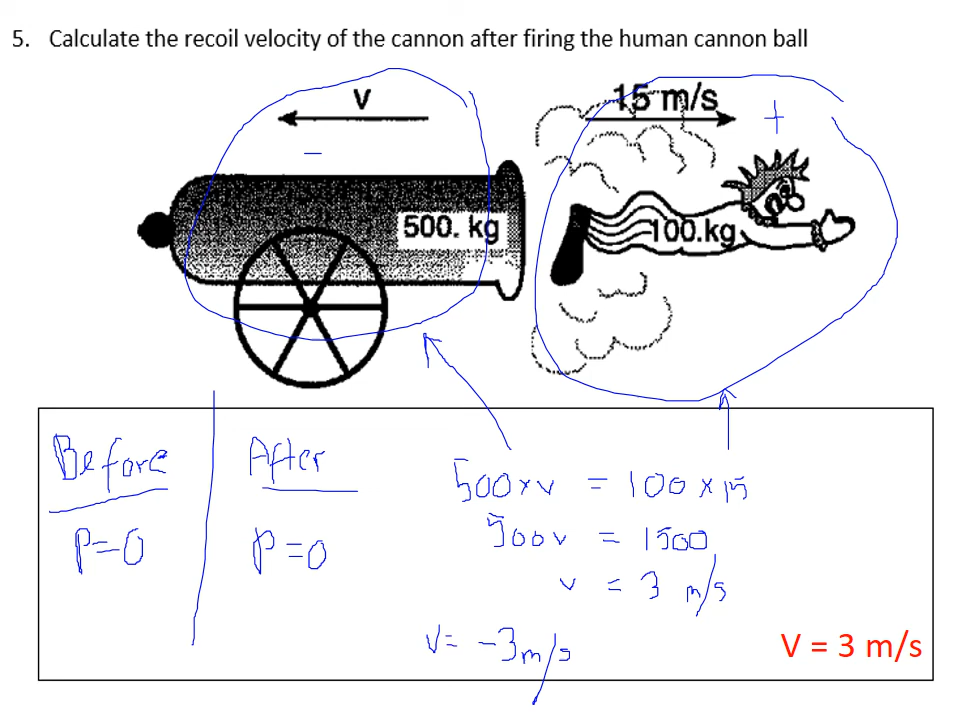 5. Calculate the recoil velocity of the cannon after firing the human cannon ball
V
15 m/s
+
−
500. kg
100.kg
Before
After
P=0
P=0
500xv = 100 x 15
500v = 1500
v = 3 m/s
V= −3m/s
V = 3 m/s